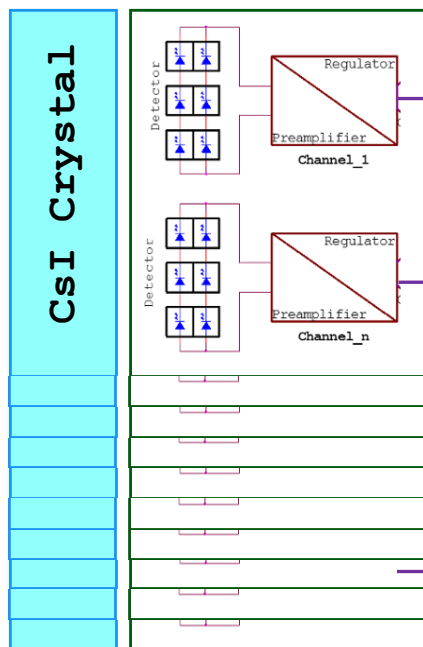 CsI Crystal
Detector
Regulator
Preamplifier
Channel_1
Detector
Regulator
Preamplifier
Channel_n